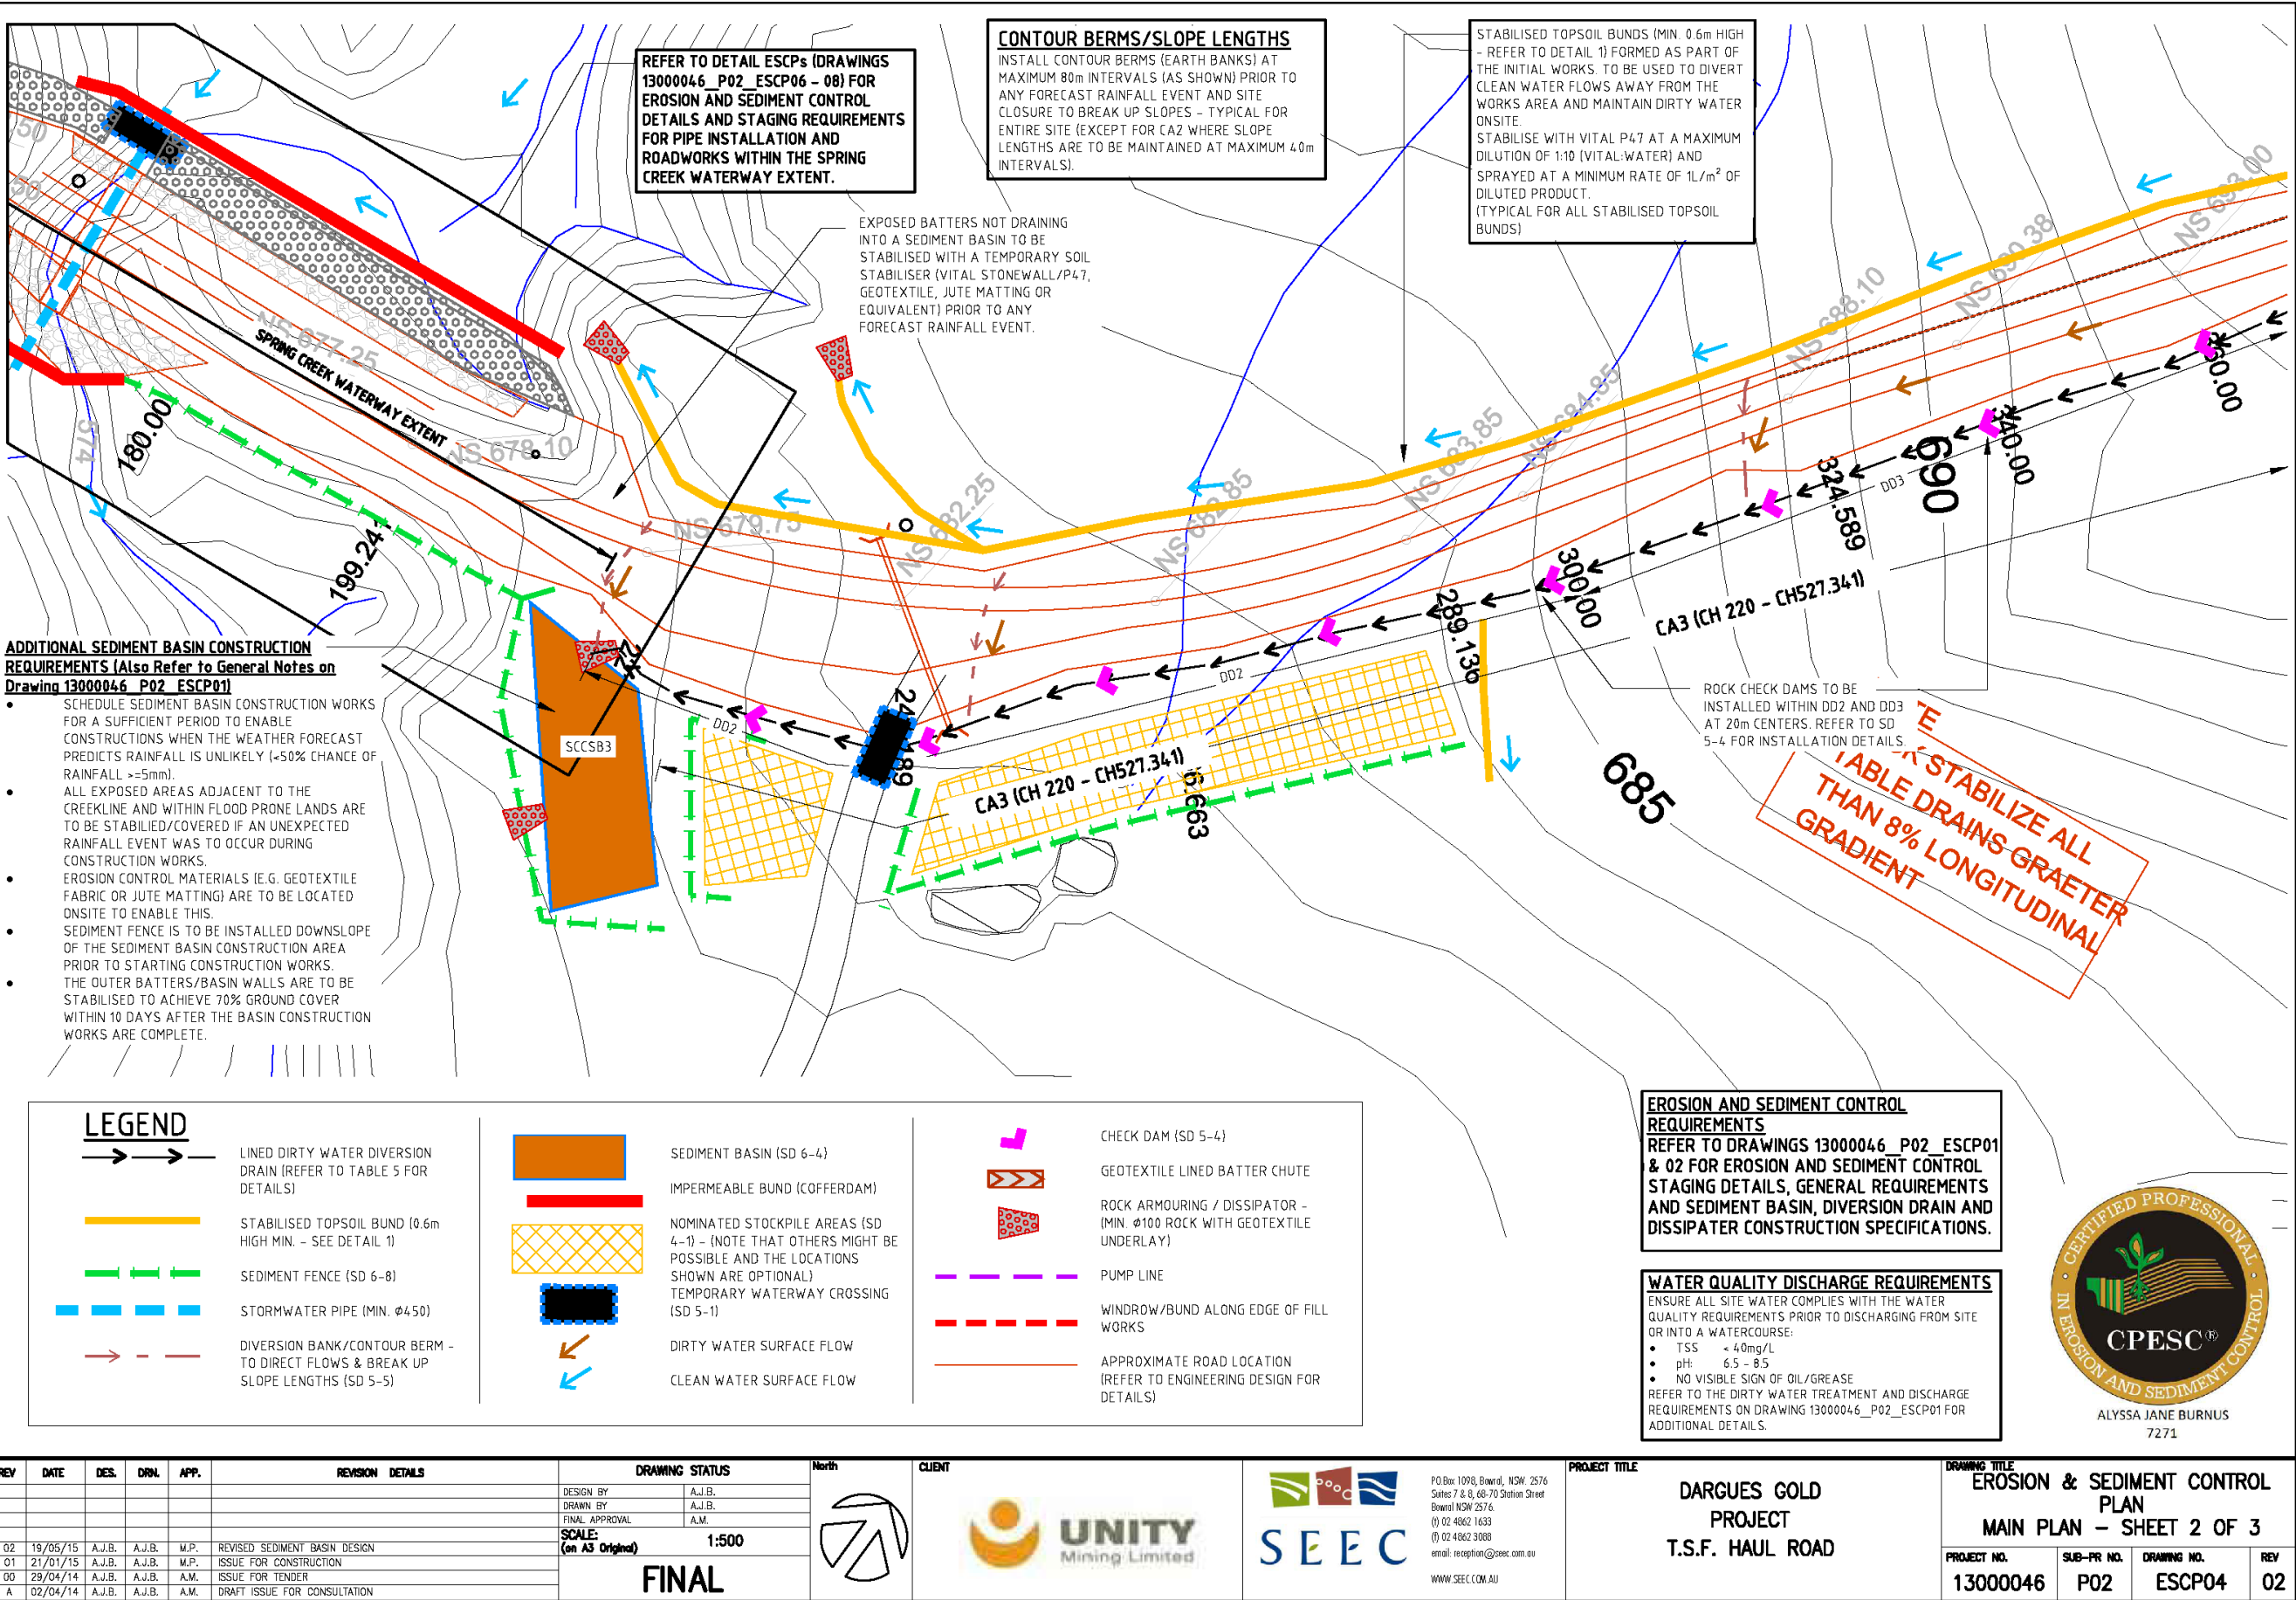 REFER TO DETAIL ESCPs (DRAWINGS
13000046_P02_ESCP06 - 08) FOR
EROSION AND SEDIMENT CONTROL
DETAILS AND STAGING REQUIREMENTS
FOR PIPE INSTALLATION AND
ROADWORKS WITHIN THE SPRING
CREEK WATERWAY EXTENT.
CONTOUR BERMS/SLOPE LENGTHS
INSTALL CONTOUR BERMS (EARTH BANKS) AT
MAXIMUM 80m INTERVALS (AS SHOWN) PRIOR TO
ANY FORECAST RAINFALL EVENT AND SITE
CLOSURE TO BREAK UP SLOPES - TYPICAL FOR
ENTIRE SITE (EXCEPT FOR CA2 WHERE SLOPE
LENGTHS ARE TO BE MAINTAINED AT MAXIMUM 40m
INTERVALS).
STABILISED TOPSOIL BUNDS (MIN. 0.6m HIGH
- REFER TO DETAIL 1) FORMED AS PART OF
THE INITIAL WORKS. TO BE USED TO DIVERT
CLEAN WATER FLOWS AWAY FROM THE
WORKS AREA AND MAINTAIN DIRTY WATER
ONSITE.
STABILISE WITH VITAL P47 AT A MAXIMUM
DILUTION OF 1:10 (VITAL:WATER) AND
SPRAYED AT A MINIMUM RATE OF 1L/m² OF
DILUTED PRODUCT.
(TYPICAL FOR ALL STABILISED TOPSOIL
BUNDS)
EXPOSED BATTERS NOT DRAINING
INTO A SEDIMENT BASIN TO BE
STABILISED WITH A TEMPORARY SOIL
STABILISER (VITAL STONEWALL/P47,
GEOTEXTILE, JUTE MATTING OR
EQUIVALENT) PRIOR TO ANY
FORECAST RAINFALL EVENT.
50
50
NS 677.25
SPRING CREEK WATERWAY EXTENT
NS 678.10
NS 679.75
NS 682.25
NS 682.85
NS 683.85
NS 684.85
NS 688.10
NS 690.38
NS 693.00
674
180.00
199.241
289.136
300.00
324.589
340.00
690
685
DD2
DD2
DD3
SCCSB3
CA3 (CH 220 - CH527.341)
CA3 (CH 220 - CH527.341)
ROCK CHECK DAMS TO BE
INSTALLED WITHIN DD2 AND DD3
AT 20m CENTERS. REFER TO SD
5-4 FOR INSTALLATION DETAILS.
STABILIZE ALL
TABLE DRAINS GRAETER
THAN 8% LONGITUDINAL
GRADIENT
ADDITIONAL SEDIMENT BASIN CONSTRUCTION
REQUIREMENTS (Also Refer to General Notes on
Drawing 13000046_P02_ESCP01)
• SCHEDULE SEDIMENT BASIN CONSTRUCTION WORKS
FOR A SUFFICIENT PERIOD TO ENABLE
CONSTRUCTIONS WHEN THE WEATHER FORECAST
PREDICTS RAINFALL IS UNLIKELY (<50% CHANCE OF
RAINFALL >=5mm).
• ALL EXPOSED AREAS ADJACENT TO THE
CREEKLINE AND WITHIN FLOOD PRONE LANDS ARE
TO BE STABILIED/COVERED IF AN UNEXPECTED
RAINFALL EVENT WAS TO OCCUR DURING
CONSTRUCTION WORKS.
• EROSION CONTROL MATERIALS (E.G. GEOTEXTILE
FABRIC OR JUTE MATTING) ARE TO BE LOCATED
ONSITE TO ENABLE THIS.
• SEDIMENT FENCE IS TO BE INSTALLED DOWNSLOPE
OF THE SEDIMENT BASIN CONSTRUCTION AREA
PRIOR TO STARTING CONSTRUCTION WORKS.
• THE OUTER BATTERS/BASIN WALLS ARE TO BE
STABILISED TO ACHIEVE 70% GROUND COVER
WITHIN 10 DAYS AFTER THE BASIN CONSTRUCTION
WORKS ARE COMPLETE.
LEGEND
LINED DIRTY WATER DIVERSION
DRAIN (REFER TO TABLE 5 FOR
DETAILS)
STABILISED TOPSOIL BUND (0.6m
HIGH MIN. - SEE DETAIL 1)
SEDIMENT FENCE (SD 6-8)
STORMWATER PIPE (MIN. Ø450)
DIVERSION BANK/CONTOUR BERM -
TO DIRECT FLOWS & BREAK UP
SLOPE LENGTHS (SD 5-5)
SEDIMENT BASIN (SD 6-4)
IMPERMEABLE BUND (COFFERDAM)
NOMINATED STOCKPILE AREAS (SD
4-1) - (NOTE THAT OTHERS MIGHT BE
POSSIBLE AND THE LOCATIONS
SHOWN ARE OPTIONAL)
TEMPORARY WATERWAY CROSSING
(SD 5-1)
DIRTY WATER SURFACE FLOW
CLEAN WATER SURFACE FLOW
CHECK DAM (SD 5-4)
GEOTEXTILE LINED BATTER CHUTE
ROCK ARMOURING / DISSIPATOR -
(MIN. Ø100 ROCK WITH GEOTEXTILE
UNDERLAY)
PUMP LINE
WINDROW/BUND ALONG EDGE OF FILL
WORKS
APPROXIMATE ROAD LOCATION
(REFER TO ENGINEERING DESIGN FOR
DETAILS)
EROSION AND SEDIMENT CONTROL
REQUIREMENTS
REFER TO DRAWINGS 13000046_P02_ESCP01
& 02 FOR EROSION AND SEDIMENT CONTROL
STAGING DETAILS, GENERAL REQUIREMENTS
AND SEDIMENT BASIN, DIVERSION DRAIN AND
DISSIPATER CONSTRUCTION SPECIFICATIONS.
WATER QUALITY DISCHARGE REQUIREMENTS
ENSURE ALL SITE WATER COMPLIES WITH THE WATER
QUALITY REQUIREMENTS PRIOR TO DISCHARGING FROM SITE
OR INTO A WATERCOURSE:
• TSS < 40mg/L
• pH: 6.5 - 8.5
• NO VISIBLE SIGN OF OIL/GREASE
REFER TO THE DIRTY WATER TREATMENT AND DISCHARGE
REQUIREMENTS ON DRAWING 13000046_P02_ESCP01 FOR
ADDITIONAL DETAILS.
CERTIFIED PROFESSIONAL
IN EROSION AND SEDIMENT CONTROL
CPESC®
ALYSSA JANE BURNUS
7271
REV DATE DES. DRN. APP. REVISION DETAILS
02 19/05/15 A.J.B. A.J.B. M.P. REVISED SEDIMENT BASIN DESIGN
01 21/01/15 A.J.B. A.J.B. M.P. ISSUE FOR CONSTRUCTION
00 29/04/14 A.J.B. A.J.B. A.M. ISSUE FOR TENDER
A 02/04/14 A.J.B. A.J.B. A.M. DRAFT ISSUE FOR CONSULTATION
DRAWING STATUS
DESIGN BY A.J.B.
DRAWN BY A.J.B.
FINAL APPROVAL A.M.
SCALE: 1:500
(on A3 Original)
FINAL
North
CLIENT
UNITY
Mining Limited
SEEC
P.O.Box 1098, Bowral, NSW. 2576
Suites 7 & 8, 68-70 Station Street
Bowral NSW 2576.
(t) 02 4862 1633
(f) 02 4862 3088
email: reception@seec.com.au
WWW.SEEC.COM.AU
PROJECT TITLE
DARGUES GOLD
PROJECT
T.S.F. HAUL ROAD
DRAWING TITLE
EROSION & SEDIMENT CONTROL
PLAN
MAIN PLAN - SHEET 2 OF 3
PROJECT NO. SUB-PR NO. DRAWING NO. REV
13000046 P02 ESCP04 02